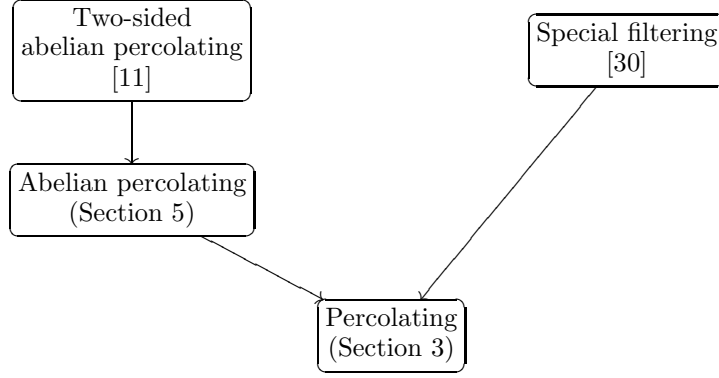 Two-sided
abelian percolating
[11]
Special filtering
[30]
Abelian percolating
(Section 5)
Percolating
(Section 3)